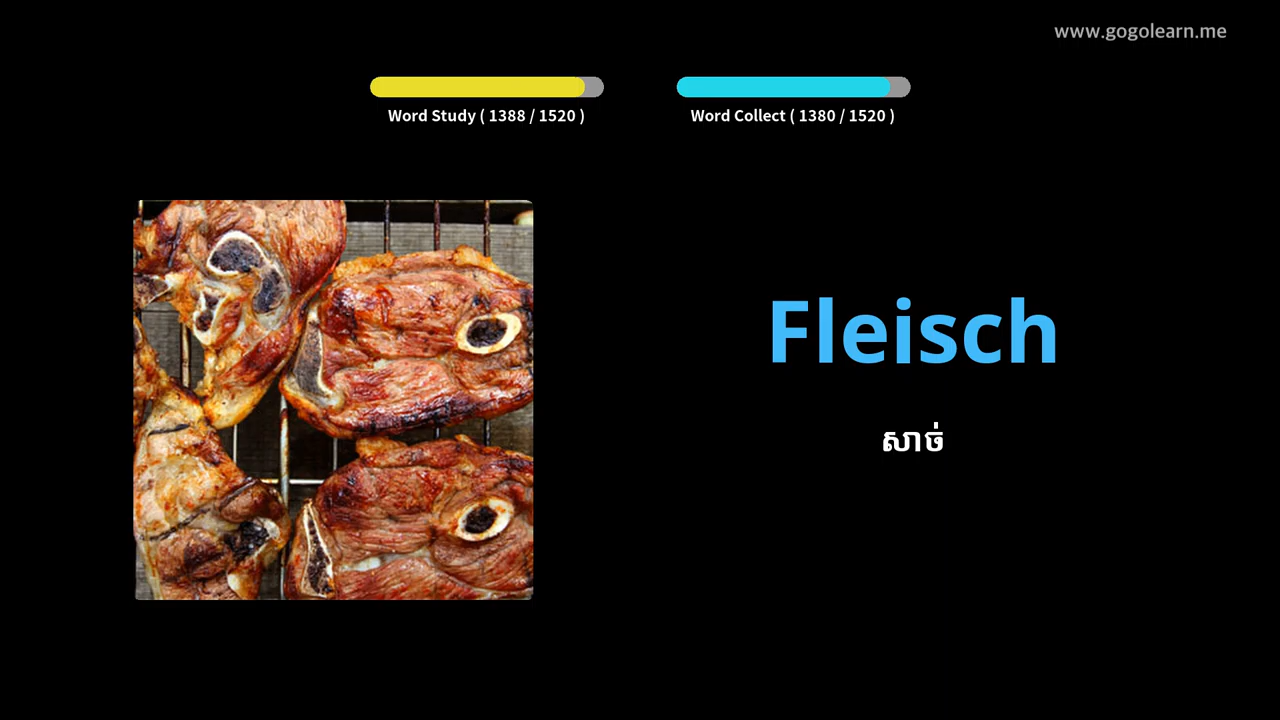 www.gogolearn.me
Word Study ( 1388 / 1520 )
Word Collect ( 1380 / 1520 )
Fleisch
សាច់